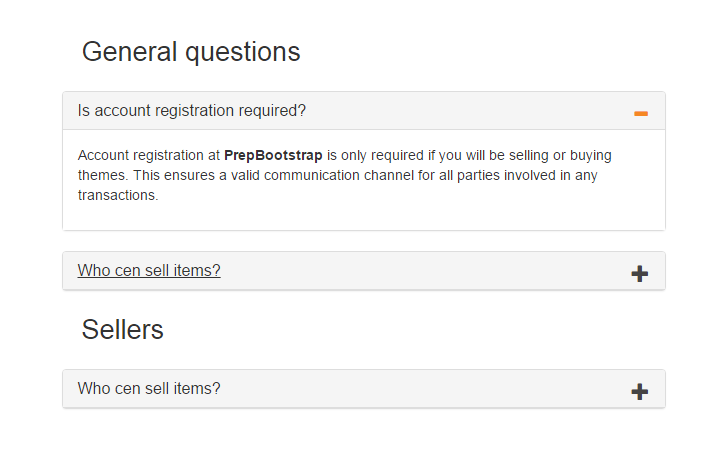 General questions
Is account registration required?
Account registration at PrepBootstrap is only required if you will be selling or buying
themes. This ensures a valid communication channel for all parties involved in any
transactions.
Who cen sell items?
Sellers
Who cen sell items?